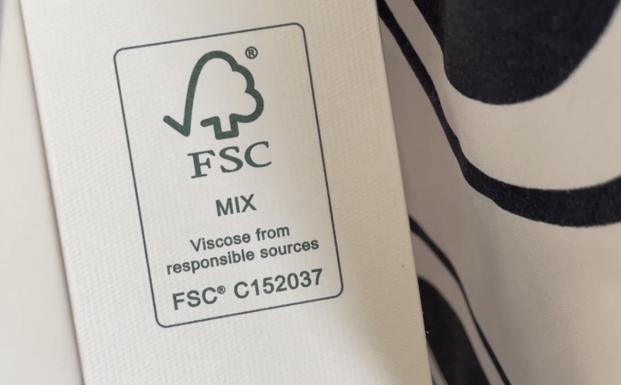 ®
FSC
MIX
Viscose from
responsible sources
FSC® C152037